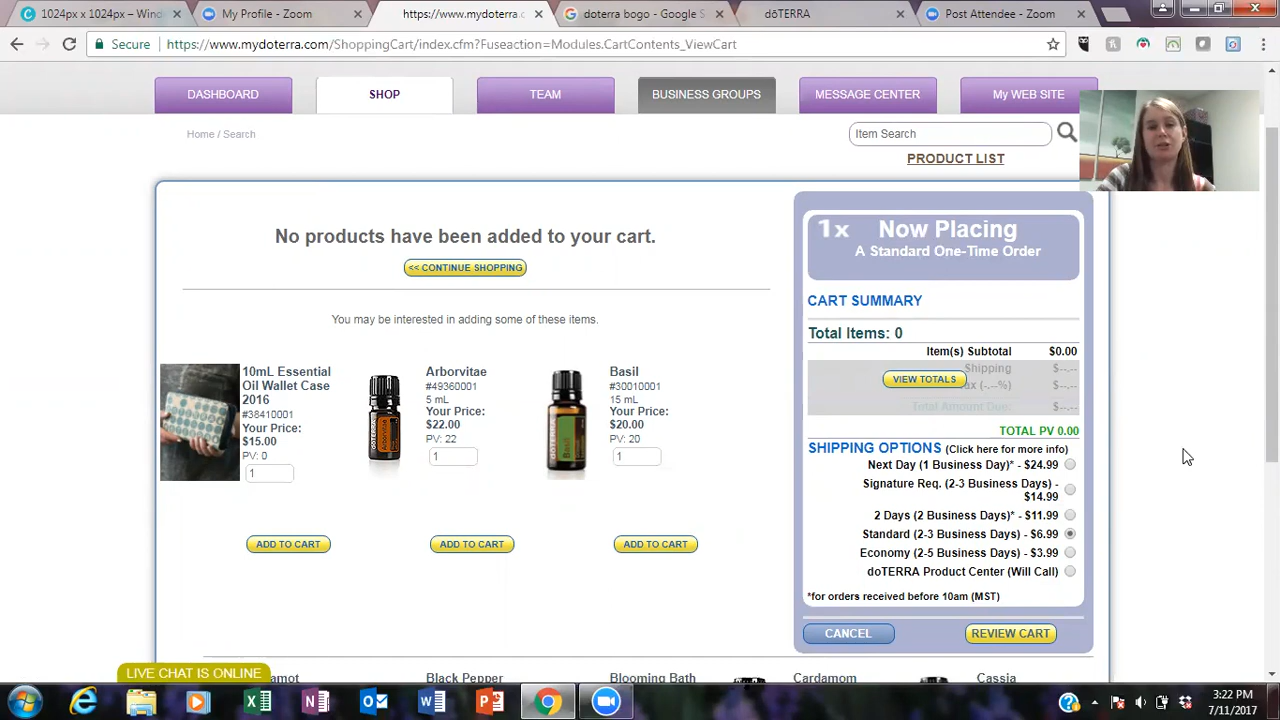 1024px x 1024px – Wind
My Profile - Zoom
https://www.mydoterra.c
doterra bogo - Google S
dōTERRA
Post Attendee - Zoom
Secure
https://www.mydoterra.com/ShoppingCart/index.cfm?Fuseaction=Modules.CartContents_ViewCart
DASHBOARD
SHOP
TEAM
BUSINESS GROUPS
MESSAGE CENTER
My WEB SITE
Home / Search
Item Search
PRODUCT LIST
No products have been added to your cart.
<< CONTINUE SHOPPING
You may be interested in adding some of these items.
10mL Essential
Oil Wallet Case
2016
#38410001
Your Price:
$15.00
PV: 0
1
ADD TO CART
Arborvitae
#49360001
5 mL
Your Price:
$22.00
PV: 22
1
ADD TO CART
Basil
#30010001
15 mL
Your Price:
$20.00
PV: 20
1
ADD TO CART
1x Now Placing
A Standard One-Time Order
CART SUMMARY
Total Items: 0
Item(s) Subtotal $0.00
Shipping $--.--
VIEW TOTALS
ax (-.--%) $--.--
Total Amount Due: $--.--
TOTAL PV 0.00
SHIPPING OPTIONS (Click here for more info)
Next Day (1 Business Day)* - $24.99
Signature Req. (2-3 Business Days) -
$14.99
2 Days (2 Business Days)* - $11.99
Standard (2-3 Business Days) - $6.99
Economy (2-5 Business Days) - $3.99
doTERRA Product Center (Will Call)
*for orders received before 10am (MST)
CANCEL
REVIEW CART
LIVE CHAT IS ONLINE
amot
Black Pepper
Blooming Bath
Cardamom
Cassia
3:22 PM
7/11/2017